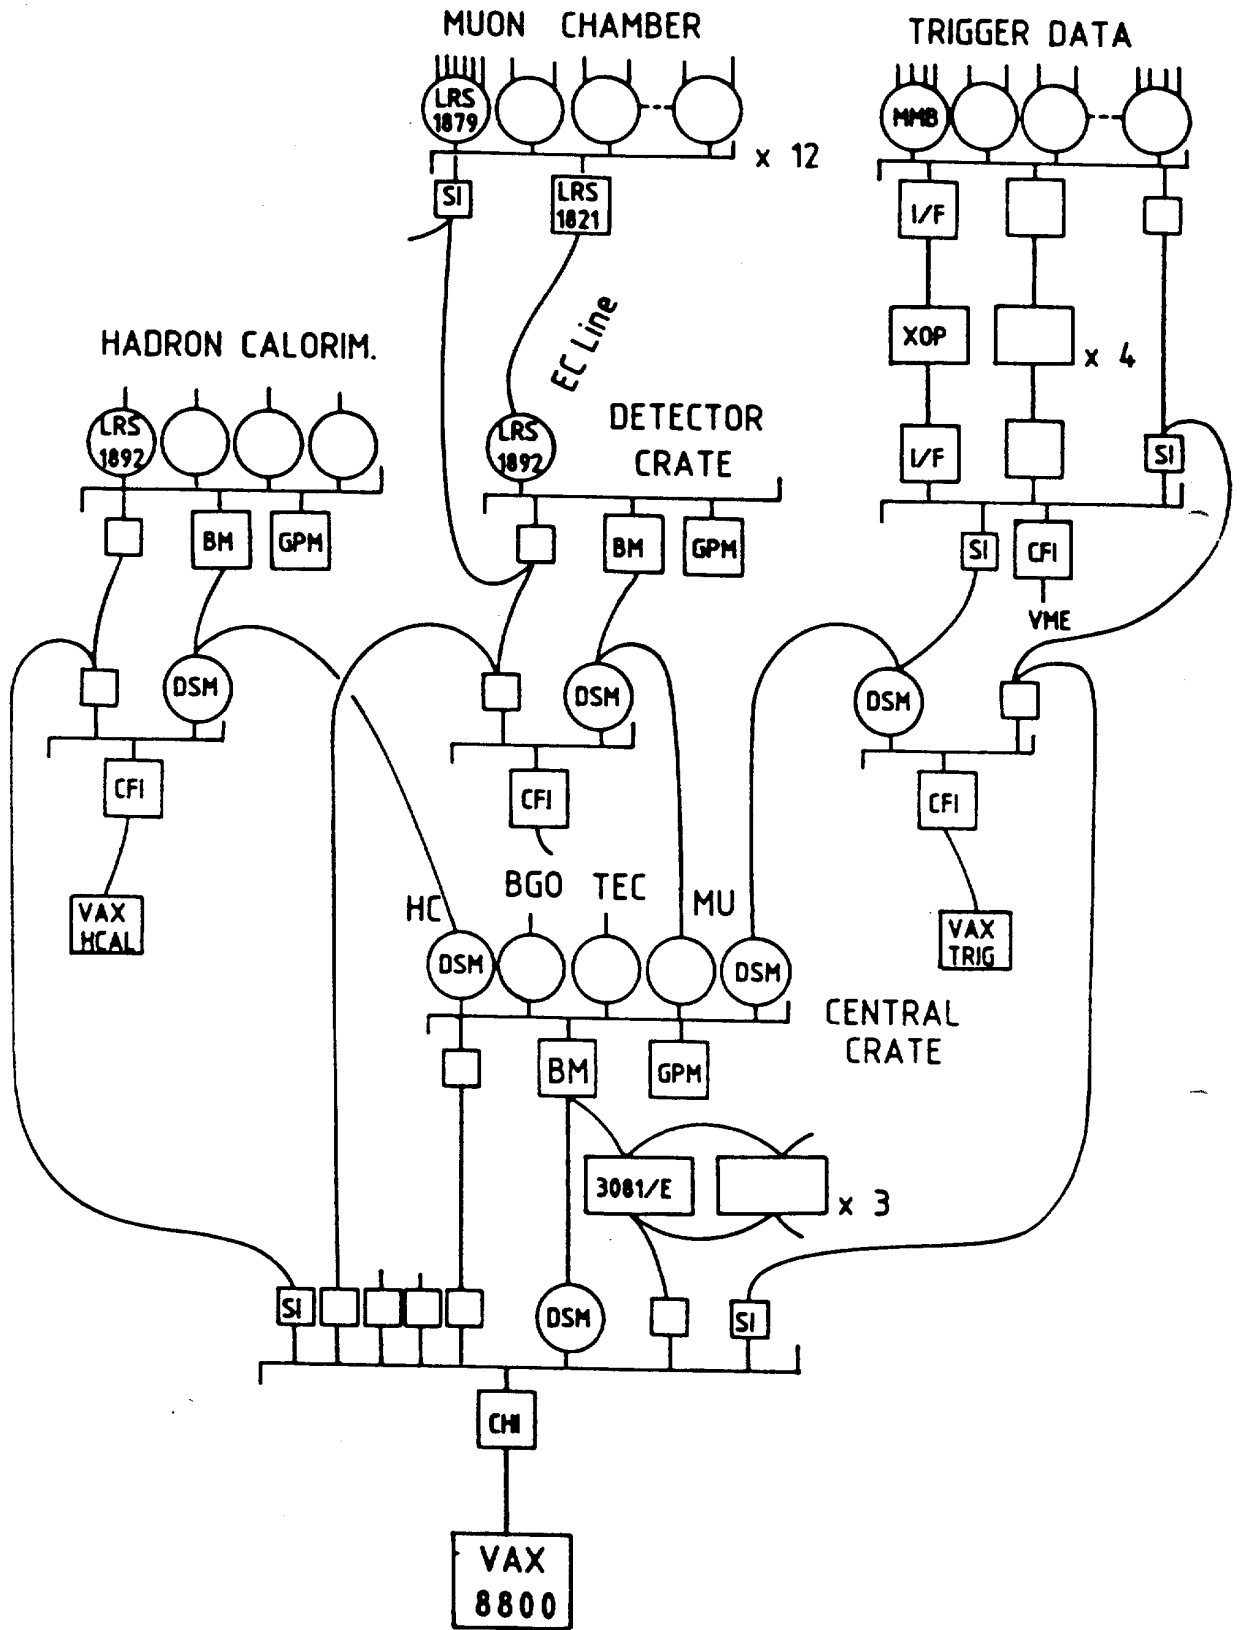 MUON CHAMBER
TRIGGER DATA
LRS
1879
MMB
x 12
SI
LRS
1821
I/F
EC Line
XOP
x 4
HADRON CALORIM.
LRS
1892
LRS
1892
DETECTOR
CRATE
I/F
SI
BM
GPM
BM
GPM
SI
CFI
VME
DSM
DSM
DSM
CFI
CFI
CFI
VAX
HCAL
HC
BGO
TEC
MU
VAX
TRIG
DSM
DSM
CENTRAL
CRATE
BM
GPM
3081/E
x 3
SI
DSM
SI
CHI
VAX
8800